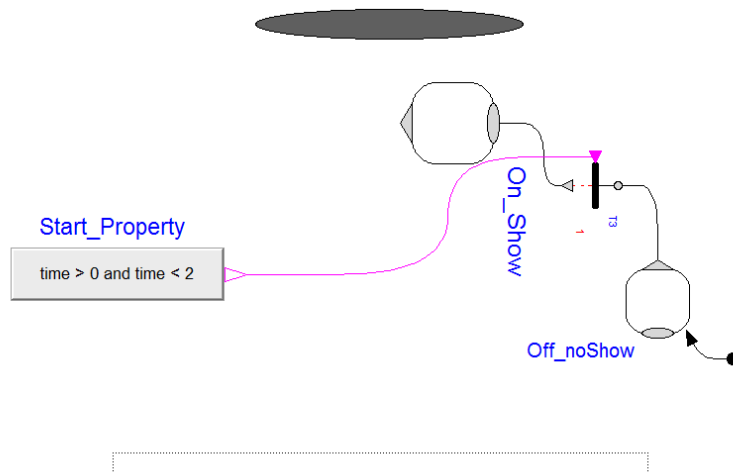 Start_Property
time > 0 and time < 2
On_Show
T3
1
Off_noShow